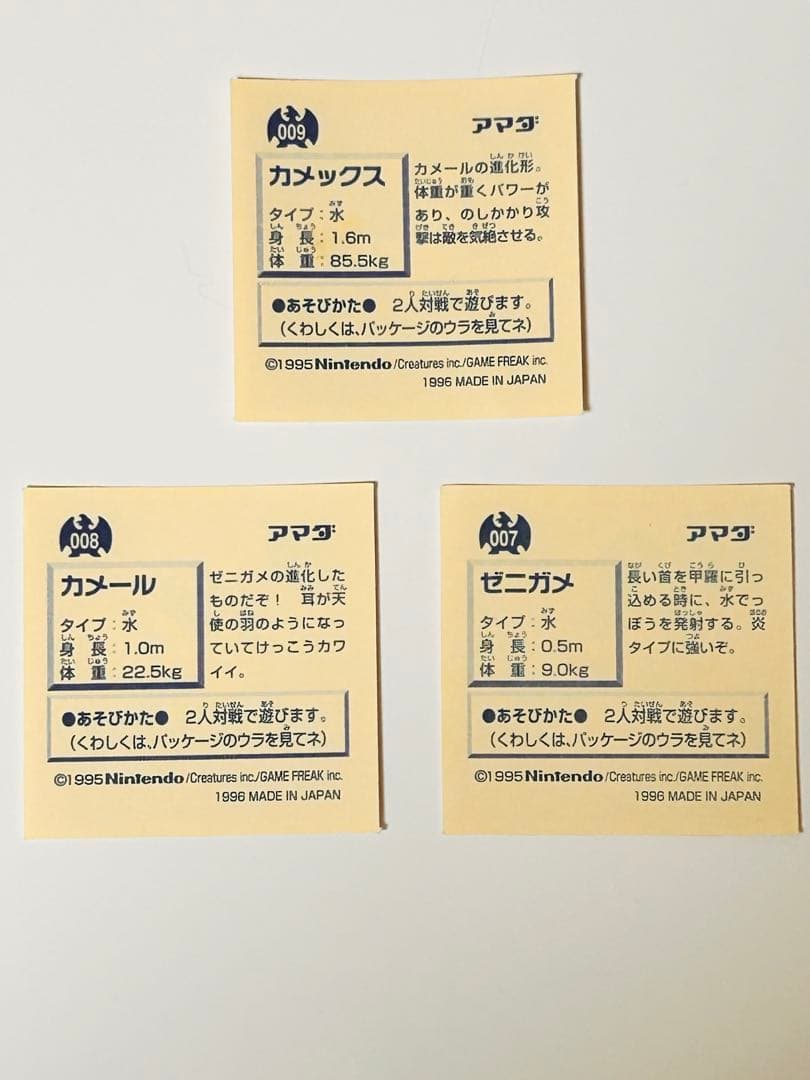 009
アマダ
カメックス
タイプ：水
身長：1.6m
体重：85.5kg
カメールの進化形。
体重が重くパワーが
あり、のしかかり攻
撃は敵を気絶させる。
●あそびかた● 2人対戦で遊びます。
（くわしくは、パッケージのウラを見てネ）
©1995 Nintendo/Creatures inc./GAME FREAK inc.
1996 MADE IN JAPAN
008
アマダ
カメール
タイプ：水
身長：1.0m
体重：22.5kg
ゼニガメの進化した
ものだぞ！ 耳が天
使の羽のようになっ
ていてけっこうカワ
イイ。
●あそびかた● 2人対戦で遊びます。
（くわしくは、パッケージのウラを見てネ）
©1995 Nintendo/Creatures inc./GAME FREAK inc.
1996 MADE IN JAPAN
007
アマダ
ゼニガメ
タイプ：水
身長：0.5m
体重：9.0kg
長い首を甲羅に引っ
込める時に、水でっ
ぽうを発射する。炎
タイプに強いぞ。
●あそびかた● 2人対戦で遊びます。
（くわしくは、パッケージのウラを見てネ）
©1995 Nintendo/Creatures inc./GAME FREAK inc.
1996 MADE IN JAPAN